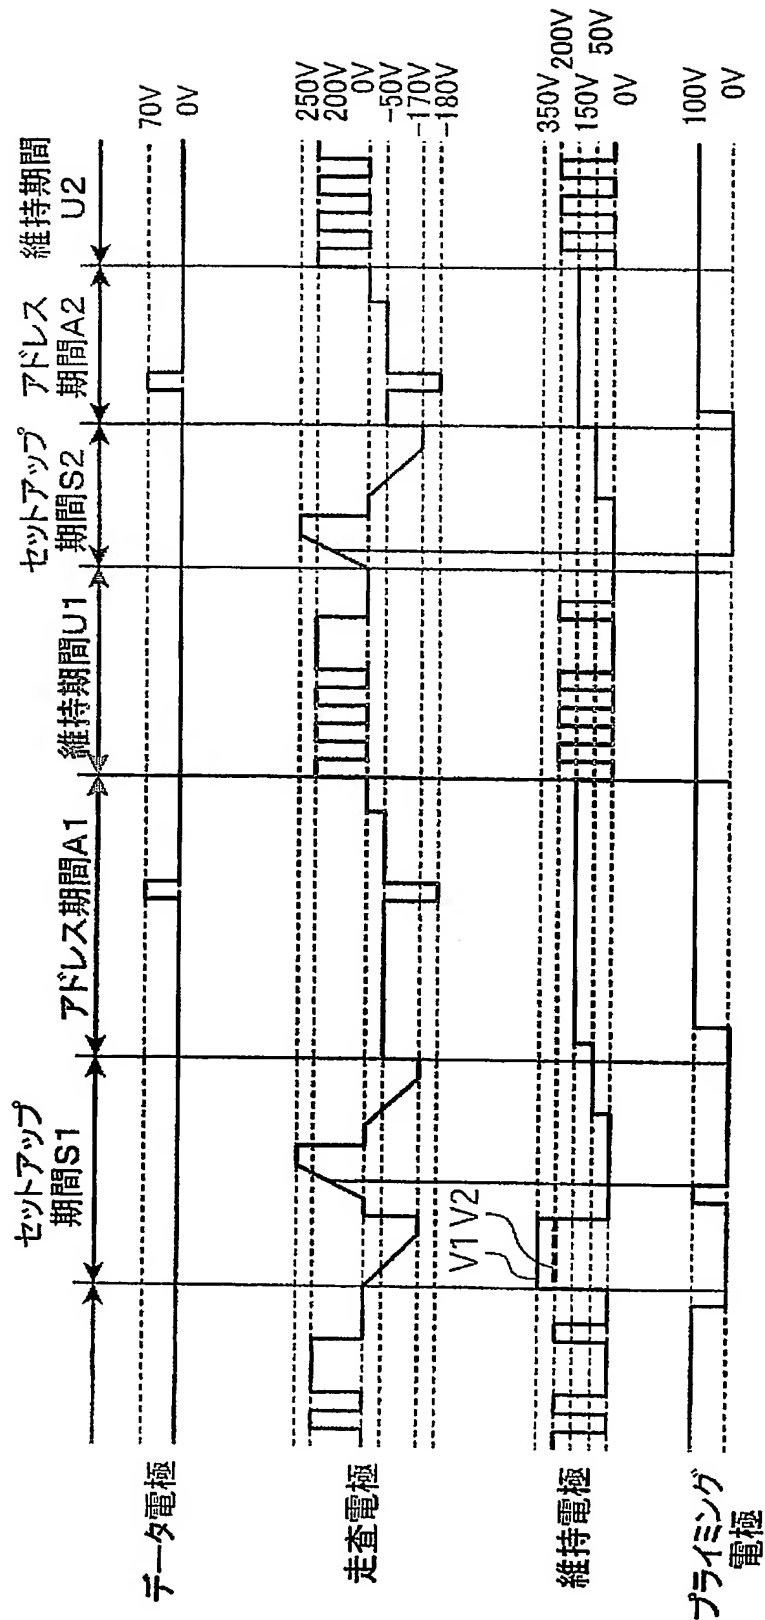 セットアップ
期間S1
アドレス期間A1
維持期間U1
セットアップ
期間S2
アドレス
期間A2
維持期間
U2
データ電極
70V
0V
走査電極
250V
200V
0V
-50V
-170V
-180V
維持電極
V1 V2
350V
200V
150V
50V
0V
プライミング
電極
100V
0V